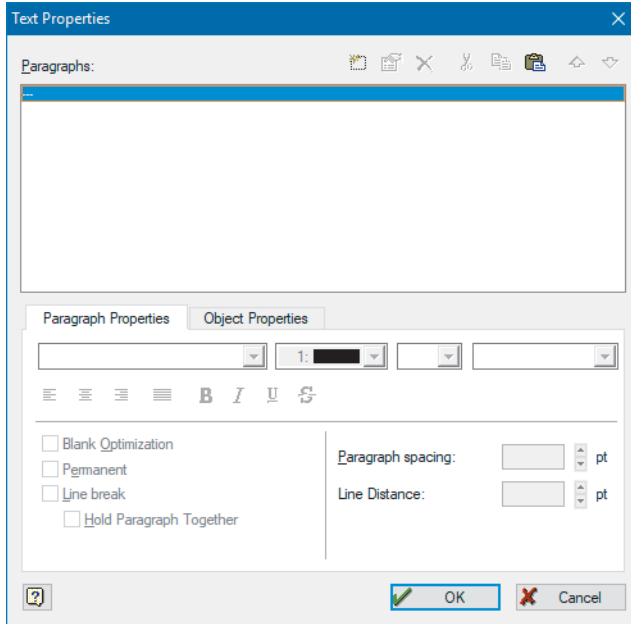 Text Properties
Paragraphs:
---
Paragraph Properties Object Properties
1:
B I U S
Blank Optimization
Permanent
Line break
Hold Paragraph Together
Paragraph spacing: pt
Line Distance: pt
? OK Cancel